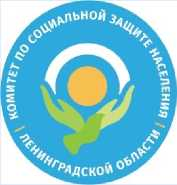 КОМИТЕТ ПО СОЦИАЛЬНОЙ ЗАЩИТЕ НАСЕЛЕНИЯ
ЛЕНИНГРАДСКОЙ ОБЛАСТИ